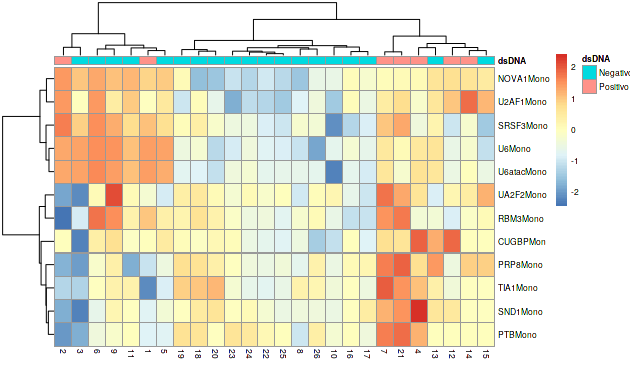 dsDNA
NOVA1Mono
U2AF1Mono
SRSF3Mono
U6Mono
U6atacMono
UA2F2Mono
RBM3Mono
CUGBPMon
PRP8Mono
TIA1Mono
SND1Mono
PTBMono
2 3 6 9 11 1 5 19 18 20 23 24 22 25 8 26 10 16 17 7 21 4 13 12 14 15
2
1
0
-1
-2
dsDNA
Negativo
Positivo